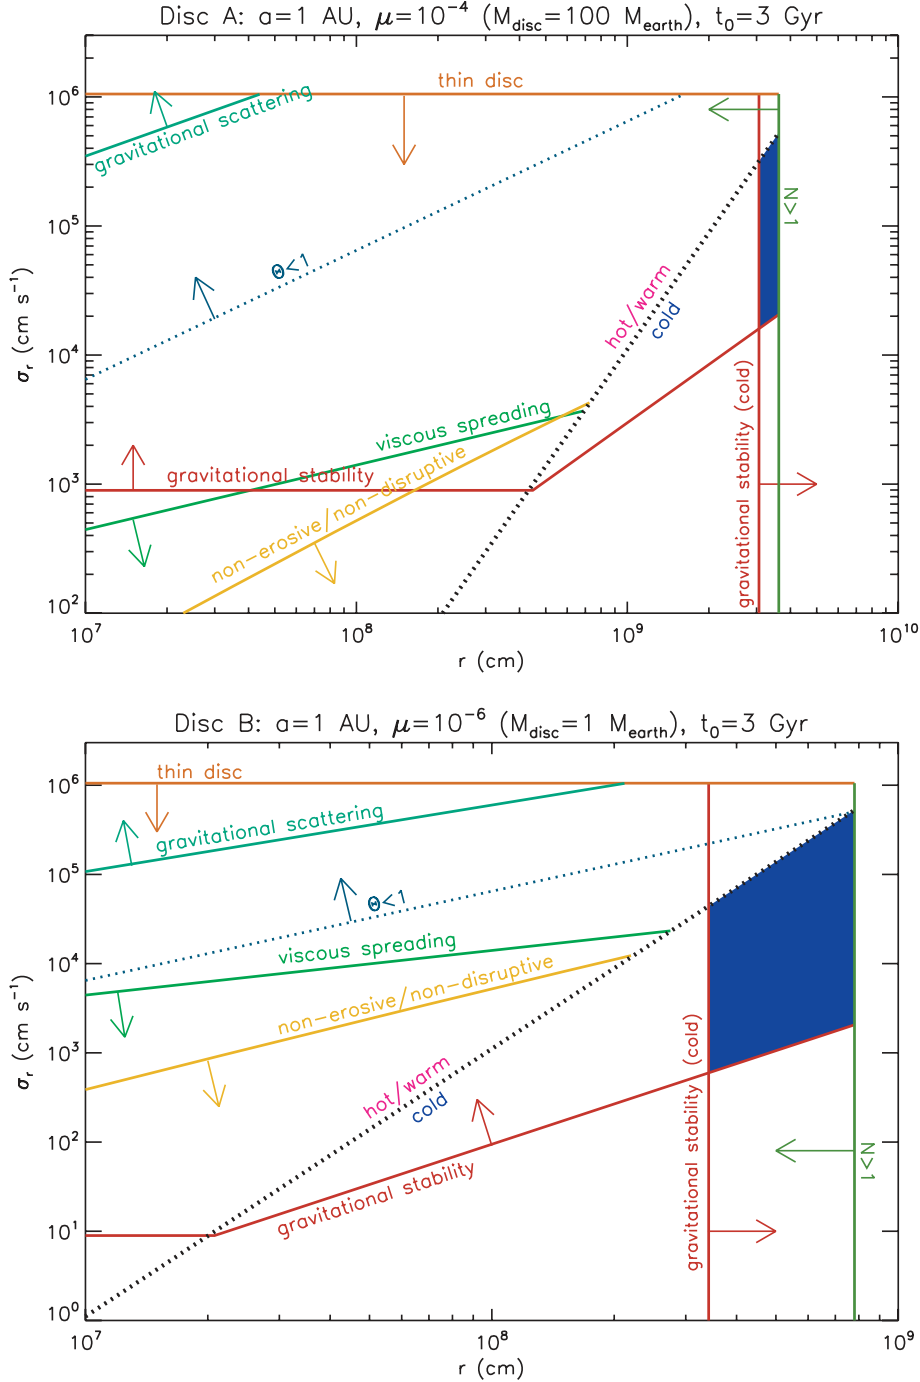 Disc A: a=1 AU, μ=10⁻⁴ (M_disc=100 M_earth), t₀=3 Gyr
thin disc
gravitational scattering
N>1
Θ<1
hot/warm
cold
viscous spreading
gravitational stability
non-erosive/non-disruptive
gravitational stability (cold)
10⁶
10⁵
10⁴
10³
10²
σᵣ (cm s⁻¹)
10⁷
10⁸
10⁹
10¹⁰
r (cm)
Disc B: a=1 AU, μ=10⁻⁶ (M_disc=1 M_earth), t₀=3 Gyr
thin disc
gravitational scattering
Θ<1
viscous spreading
non-erosive/non-disruptive
hot/warm
cold
gravitational stability
gravitational stability (cold)
N>1
10⁶
10⁵
10⁴
10³
10²
10¹
10⁰
σᵣ (cm s⁻¹)
10⁷
10⁸
10⁹
r (cm)